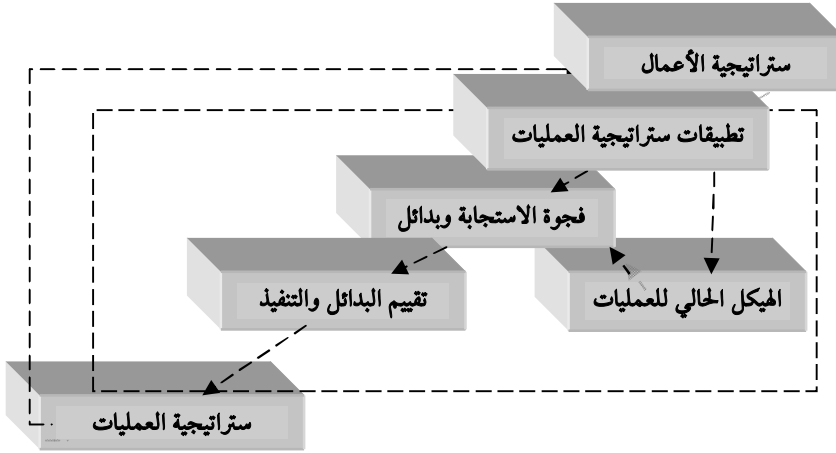 ستراتيجية الأعمال
تطبيقات ستراتيجية العمليات
فجوة الاستجابة وبدائل
الهيكل الحالي للعمليات
تقييم البدائل والتنفيذ
ستراتيجية العمليات